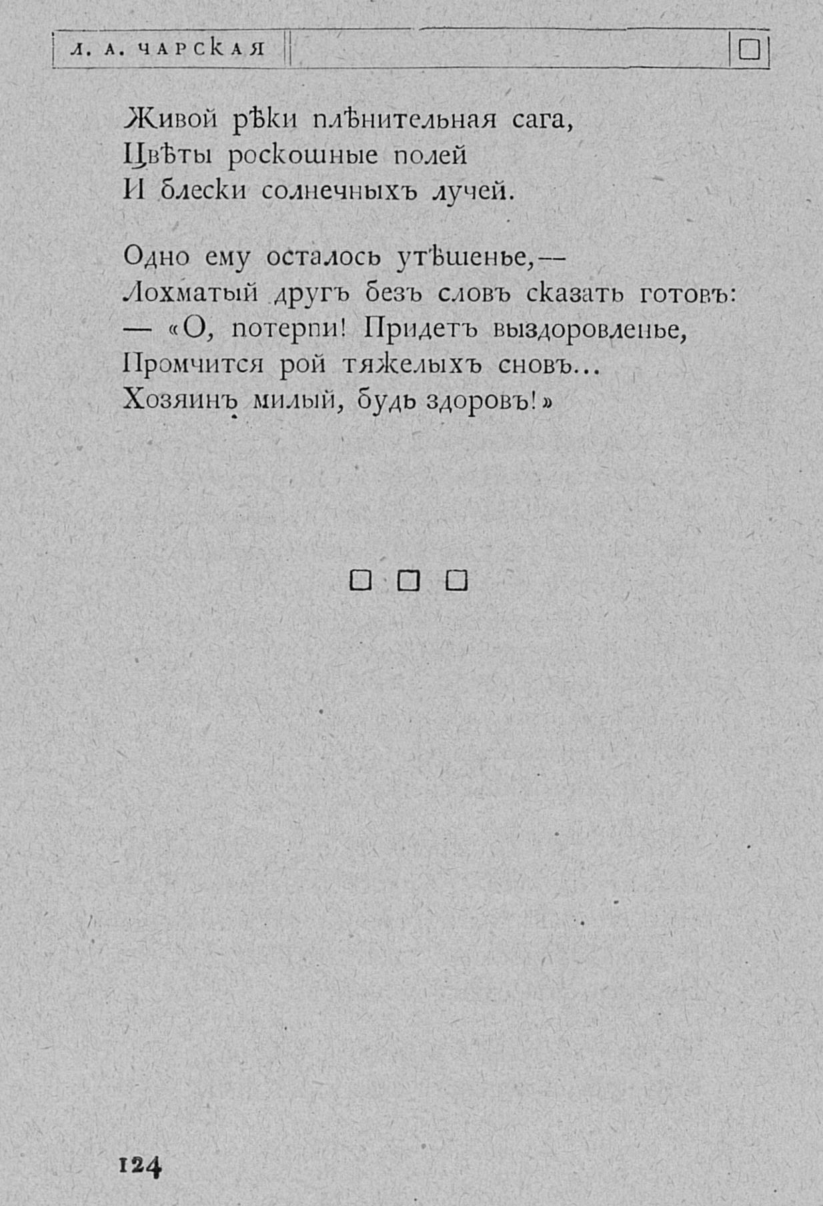 Л. А. ЧАРСКАЯ
Живой рѣки плѣнительная сага,
Цвѣты роскошные полей
И блески солнечныхъ лучей.
Одно ему осталось утѣшенье,—
Лохматый другъ безъ словъ сказать готовъ:
— «О, потерпи! Придетъ выздоровленье,
Промчится рой тяжелыхъ сновъ...
Хозяинъ милый, будь здоровъ!»
124